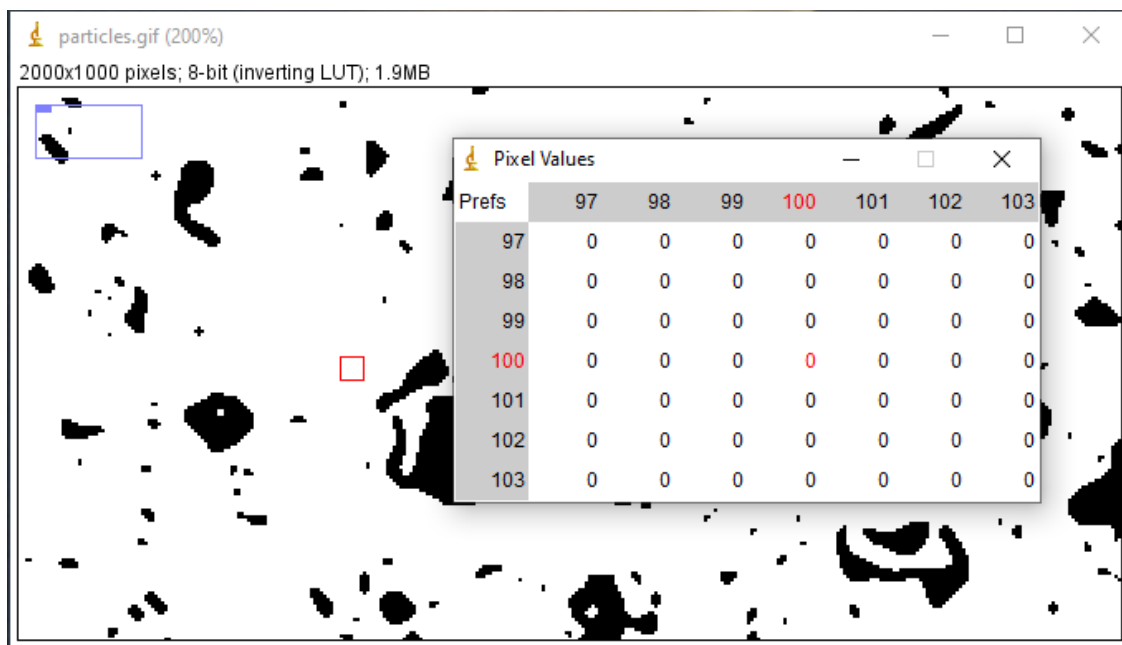 particles.gif (200%)
2000x1000 pixels; 8-bit (inverting LUT); 1.9MB
Pixel Values
Prefs 97 98 99 100 101 102 103
97 0 0 0 0 0 0 0
98 0 0 0 0 0 0 0
99 0 0 0 0 0 0 0
100 0 0 0 0 0 0 0
101 0 0 0 0 0 0 0
102 0 0 0 0 0 0 0
103 0 0 0 0 0 0 0